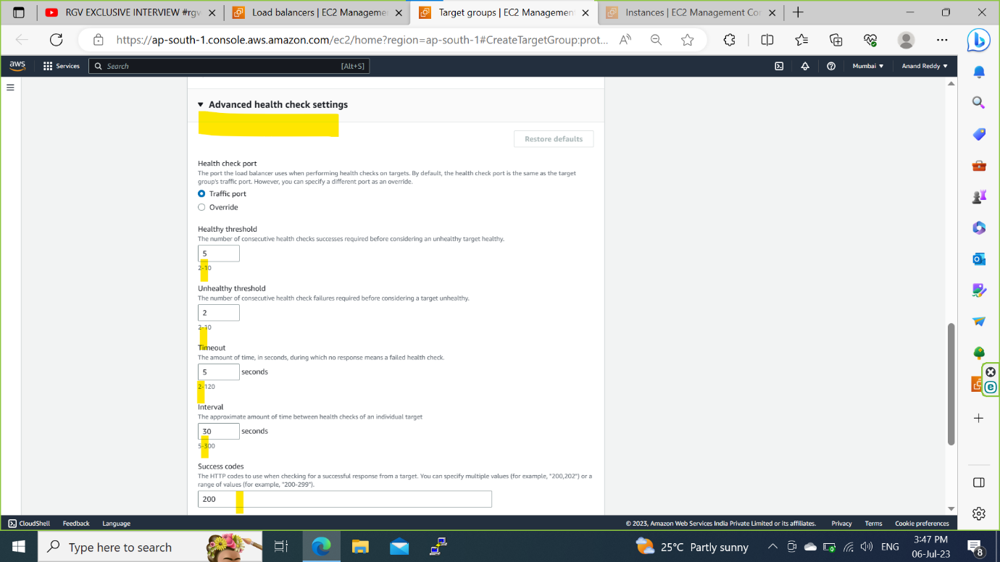 RGV EXCLUSIVE INTERVIEW #rgv
Load balancers | EC2 Manageme
Target groups | EC2 Management
Instances | EC2 Management Co
https://ap-south-1.console.aws.amazon.com/ec2/home?region=ap-south-1#CreateTargetGroup:prot...
aws
Services
Search
[Alt+S]
Mumbai
Anand Reddy
Advanced health check settings
Restore defaults
Health check port
The port the load balancer uses when performing health checks on targets. By default, the health check port is the same as the target
group's traffic port. However, you can specify a different port as an override.
Traffic port
Override
Healthy threshold
The number of consecutive health checks successes required before considering an unhealthy target healthy.
5
2-10
Unhealthy threshold
The number of consecutive health check failures required before considering a target unhealthy.
2
2-10
Timeout
The amount of time, in seconds, during which no response means a failed health check.
5 seconds
2-120
Interval
The approximate amount of time between health checks of an individual target
30 seconds
5-300
Success codes
The HTTP codes to use when checking for a successful response from a target. You can specify multiple values (for example, "200,202") or a
range of values (for example, "200-299").
200
CloudShell Feedback Language
© 2023, Amazon Web Services India Private Limited or its affiliates. Privacy Terms Cookie preferences
Type here to search
25°C Partly sunny
ENG
3:47 PM
06-Jul-23
8